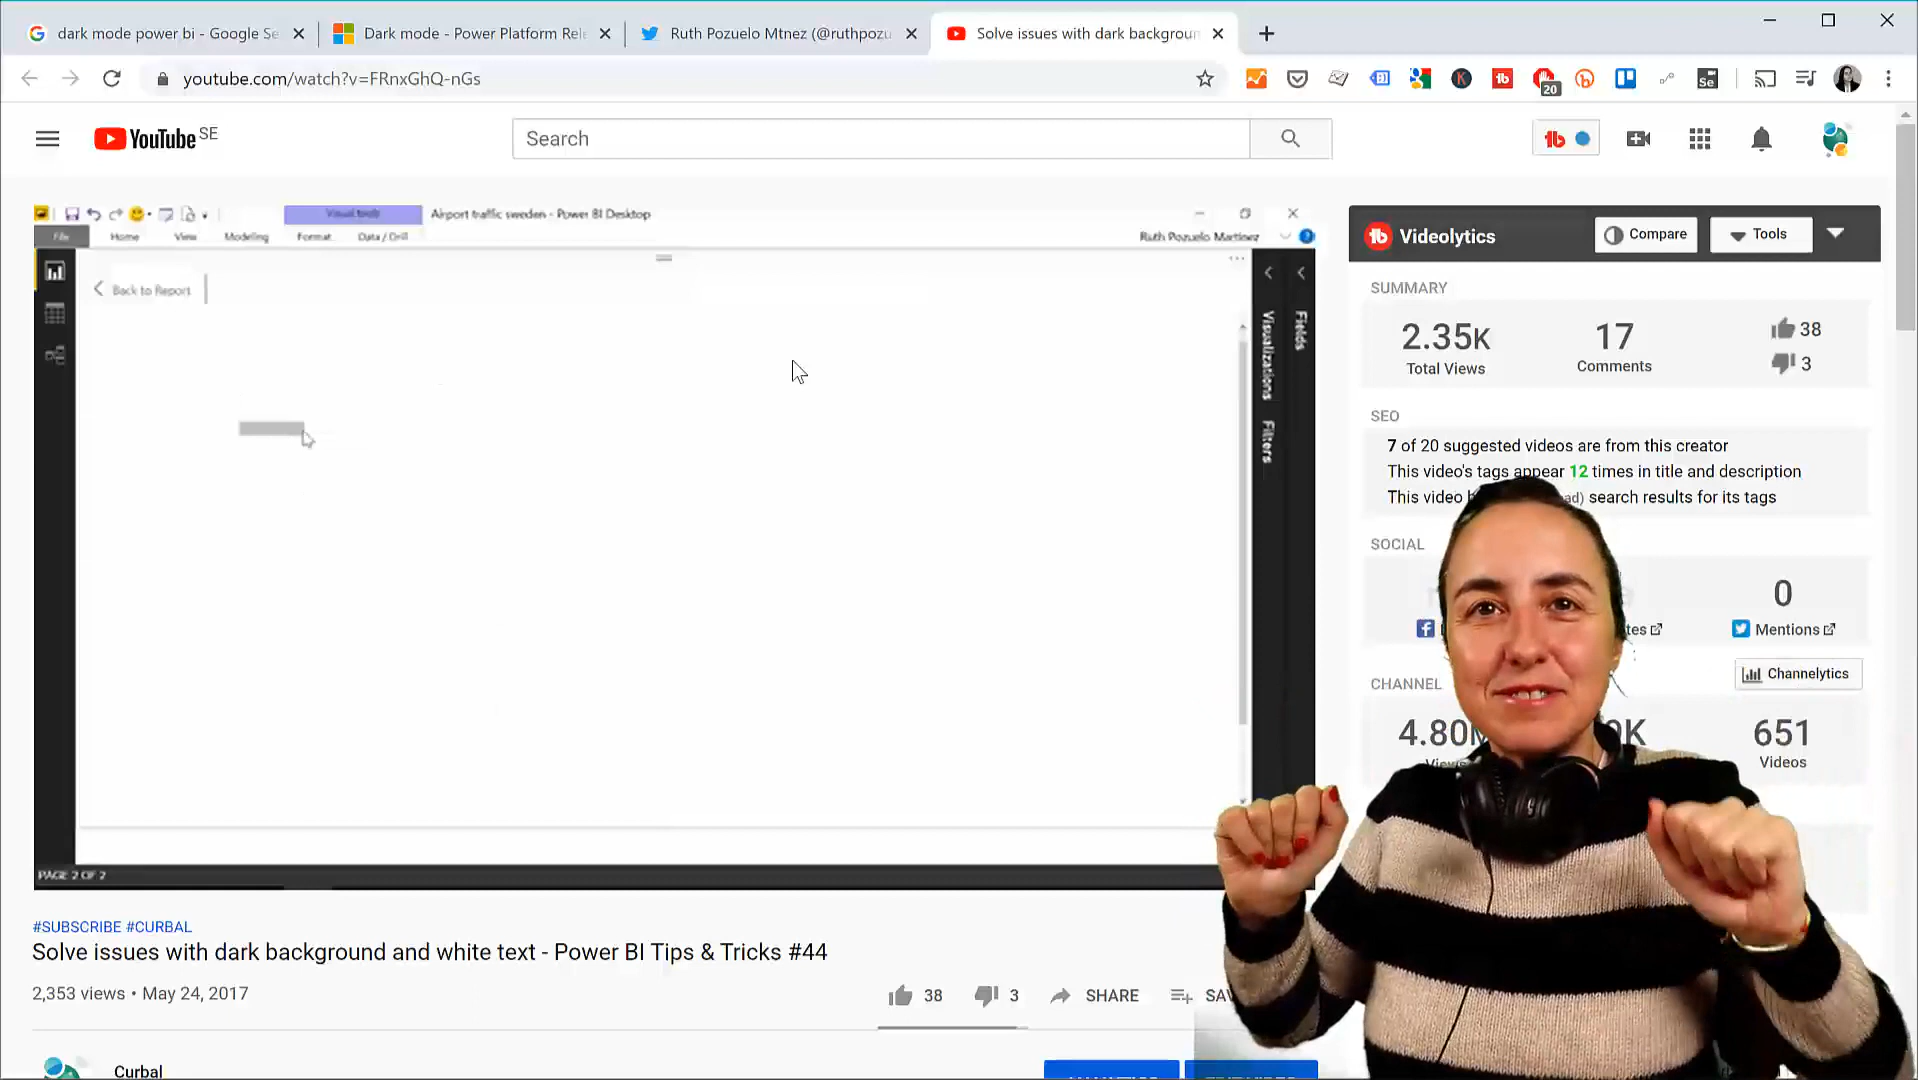 dark mode power bi - Google Se
Dark mode - Power Platform Rele
Ruth Pozuelo Mtnez (@ruthpozu
Solve issues with dark backgroun
youtube.com/watch?v=FRnxGhQ-nGs
20
Se
YouTube SE
Search
Visual tools
Airport traffic sweden - Power BI Desktop
File
Home
View
Modeling
Format
Data / Drill
Ruth Pozuelo Martinez
Back to Report
Visualizations
Fields
Filters
PAGE 2 OF 2
Videolytics
Compare
Tools
SUMMARY
2.35K
Total Views
17
Comments
38
3
SEO
7 of 20 suggested videos are from this creator
This video's tags appear 12 times in title and description
This video
search results for its tags
SOCIAL
0
Mentions
CHANNEL
Channelytics
4.80M
651
Videos
#SUBSCRIBE #CURBAL
Solve issues with dark background and white text - Power BI Tips & Tricks #44
2,353 views • May 24, 2017
38
3
SHARE
Curbal